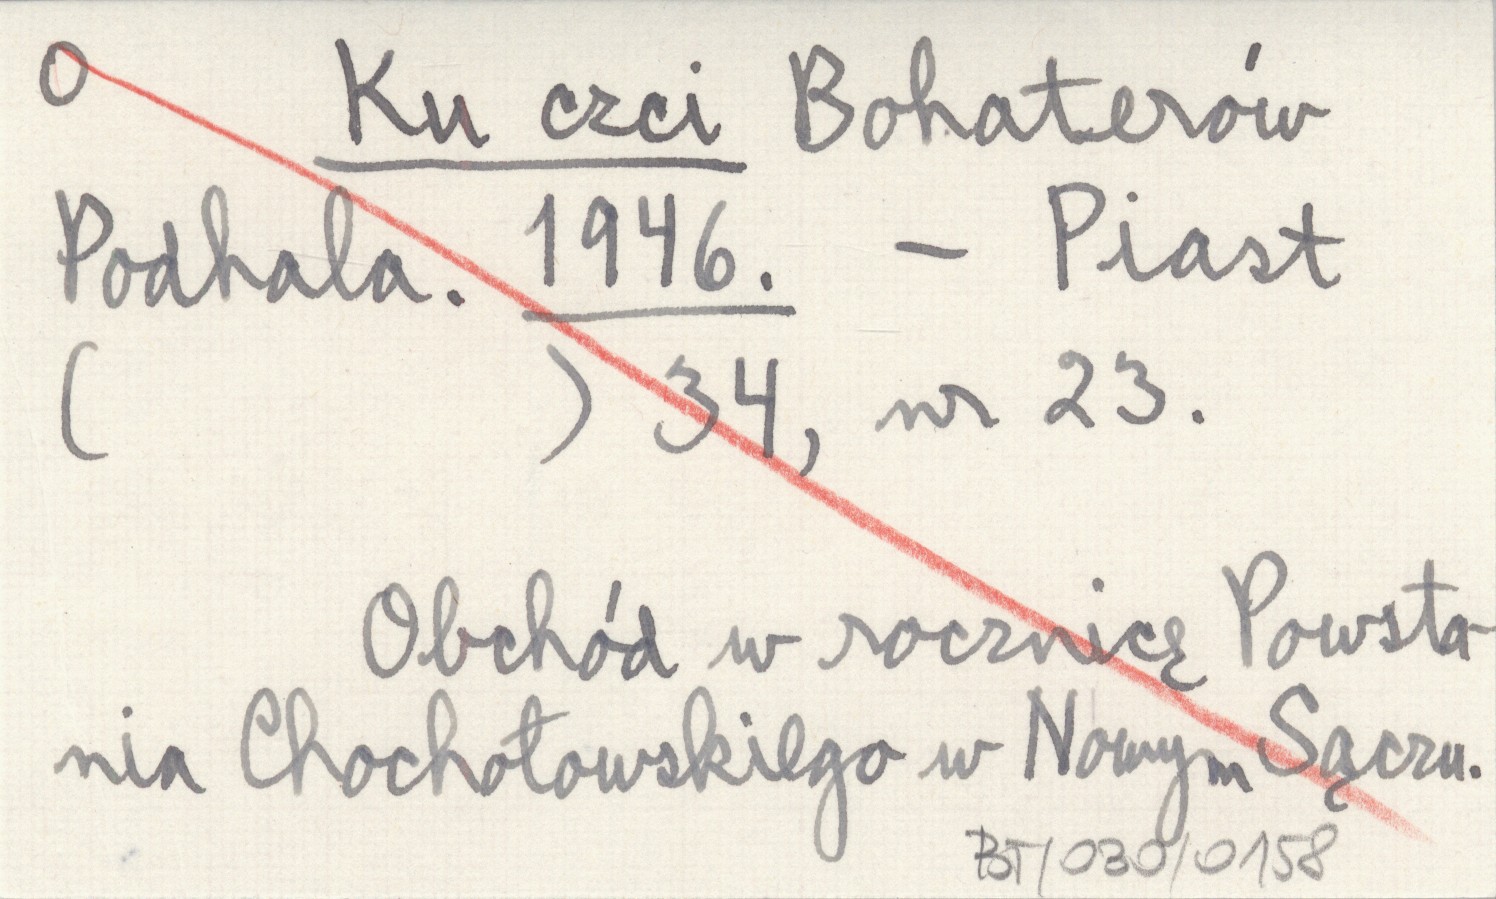 O Ku czci Bohaterów
Podhala. 1946. - Piast
( ) 34, nr 23.
Obchód w rocznicę Powsta-
nia Chochołowskiego w Nowym Sączu.
BT/030/0158